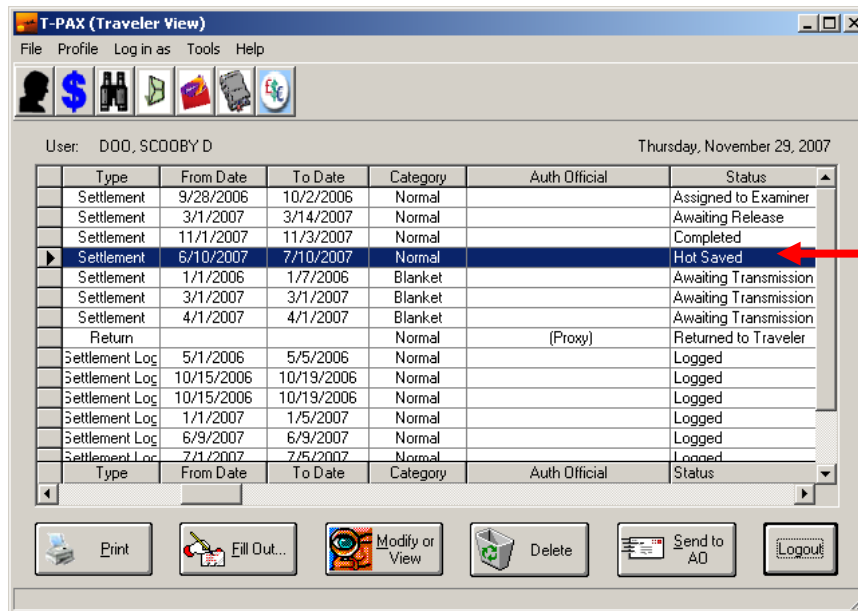 T-PAX (Traveler View)
File Profile Log in as Tools Help
User: DOO, SCOOBY D Thursday, November 29, 2007
Type From Date To Date Category Auth Official Status
Settlement 9/28/2006 10/2/2006 Normal Assigned to Examiner
Settlement 3/1/2007 3/14/2007 Normal Awaiting Release
Settlement 11/1/2007 11/3/2007 Normal Completed
Settlement 6/10/2007 7/10/2007 Normal Hot Saved
Settlement 1/1/2006 1/7/2006 Blanket Awaiting Transmission
Settlement 3/1/2007 3/1/2007 Blanket Awaiting Transmission
Settlement 4/1/2007 4/1/2007 Blanket Awaiting Transmission
Return Normal (Proxy) Returned to Traveler
Settlement Log 5/1/2006 5/5/2006 Normal Logged
Settlement Log 10/15/2006 10/19/2006 Normal Logged
Settlement Log 10/15/2006 10/19/2006 Normal Logged
Settlement Log 1/1/2007 1/5/2007 Normal Logged
Settlement Log 6/9/2007 6/9/2007 Normal Logged
Settlement Log 7/1/2007 7/5/2007 Normal Logged
Type From Date To Date Category Auth Official Status
Print Fill Out... Modify or View Delete Send to AO Logout